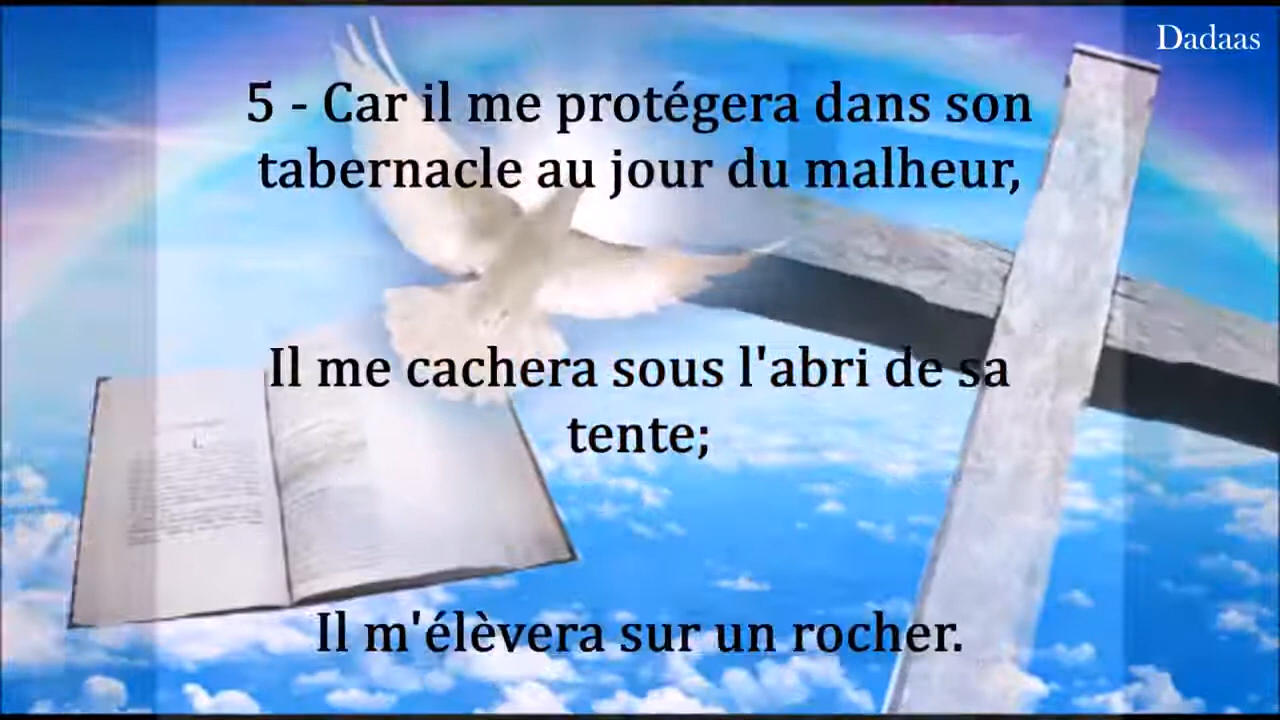 Dadaas
5 - Car il me protégera dans son
tabernacle au jour du malheur,
Il me cachera sous l'abri de sa
tente;
Il m'élèvera sur un rocher.